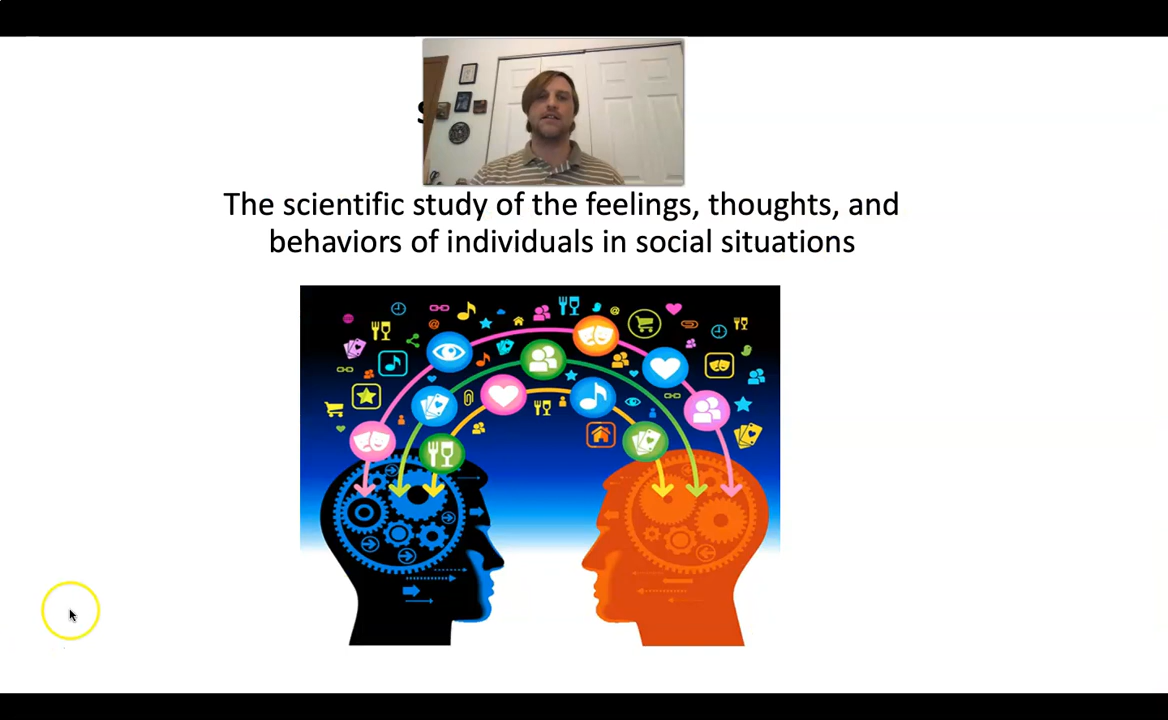 The scientific study of the feelings, thoughts, and
behaviors of individuals in social situations